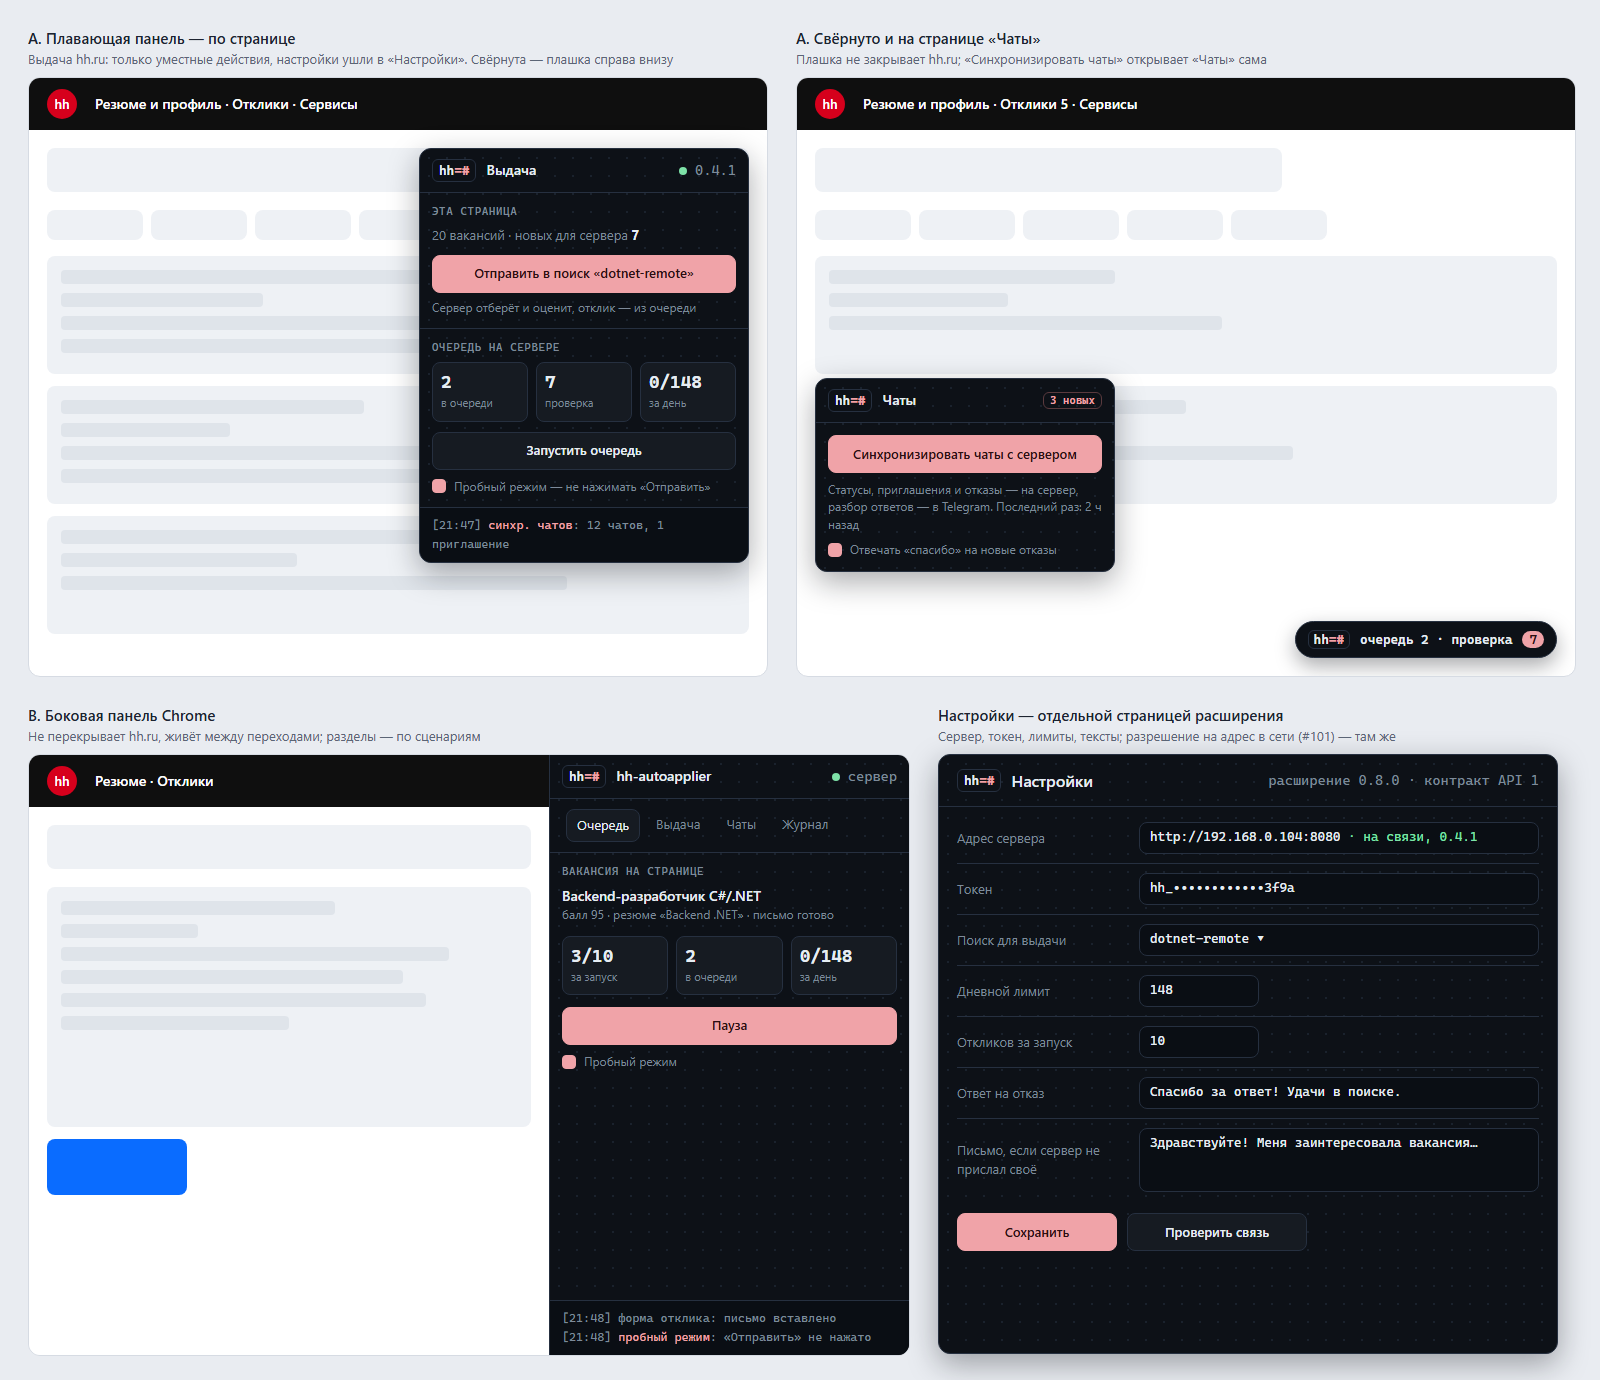 A. Плавающая панель — по странице
Выдача hh.ru: только уместные действия, настройки ушли в «Настройки». Свёрнута — плашка справа внизу
hh Резюме и профиль · Отклики · Сервисы
hh=# Выдача 0.4.1
ЭТА СТРАНИЦА
20 вакансий · новых для сервера 7
Отправить в поиск «dotnet-remote»
Сервер отберёт и оценит, отклик — из очереди
ОЧЕРЕДЬ НА СЕРВЕРЕ
2 7 0/148
в очереди проверка за день
Запустить очередь
Пробный режим — не нажимать «Отправить»
[21:47] синхр. чатов: 12 чатов, 1
приглашение
A. Свёрнуто и на странице «Чаты»
Плашка не закрывает hh.ru; «Синхронизировать чаты» открывает «Чаты» сама
hh Резюме и профиль · Отклики 5 · Сервисы
hh=# Чаты 3 новых
Синхронизировать чаты с сервером
Статусы, приглашения и отказы — на сервер,
разбор ответов — в Telegram. Последний раз: 2 ч
назад
Отвечать «спасибо» на новые отказы
hh=# очередь 2 · проверка 7
B. Боковая панель Chrome
Не перекрывает hh.ru, живёт между переходами; разделы — по сценариям
hh Резюме · Отклики
hh=# hh-autoapplier сервер
Очередь Выдача Чаты Журнал
ВАКАНСИЯ НА СТРАНИЦЕ
Backend-разработчик C#/.NET
балл 95 · резюме «Backend .NET» · письмо готово
3/10 2 0/148
за запуск в очереди за день
Пауза
Пробный режим
[21:48] форма отклика: письмо вставлено
[21:48] пробный режим: «Отправить» не нажато
Настройки — отдельной страницей расширения
Сервер, токен, лимиты, тексты; разрешение на адрес в сети (#101) — там же
hh=# Настройки расширение 0.8.0 · контракт API 1
Адрес сервера http://192.168.0.104:8080 · на связи, 0.4.1
Токен hh_••••••••••••3f9a
Поиск для выдачи dotnet-remote ▾
Дневной лимит 148
Откликов за запуск 10
Ответ на отказ Спасибо за ответ! Удачи в поиске.
Письмо, если сервер не
прислал своё
Здравствуйте! Меня заинтересовала вакансия…
Сохранить Проверить связь